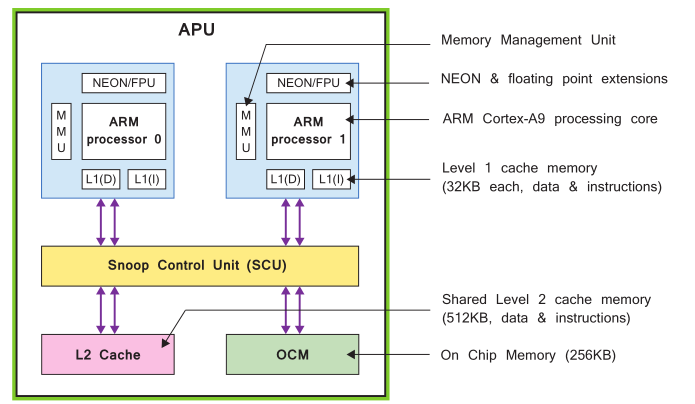 APU
NEON/FPU
M
M
U
ARM
processor 0
L1(D)
L1(I)
NEON/FPU
M
M
U
ARM
processor 1
L1(D)
L1(I)
Snoop Control Unit (SCU)
L2 Cache
OCM
Memory Management Unit
NEON & floating point extensions
ARM Cortex-A9 processing core
Level 1 cache memory
(32KB each, data & instructions)
Shared Level 2 cache memory
(512KB, data & instructions)
On Chip Memory (256KB)